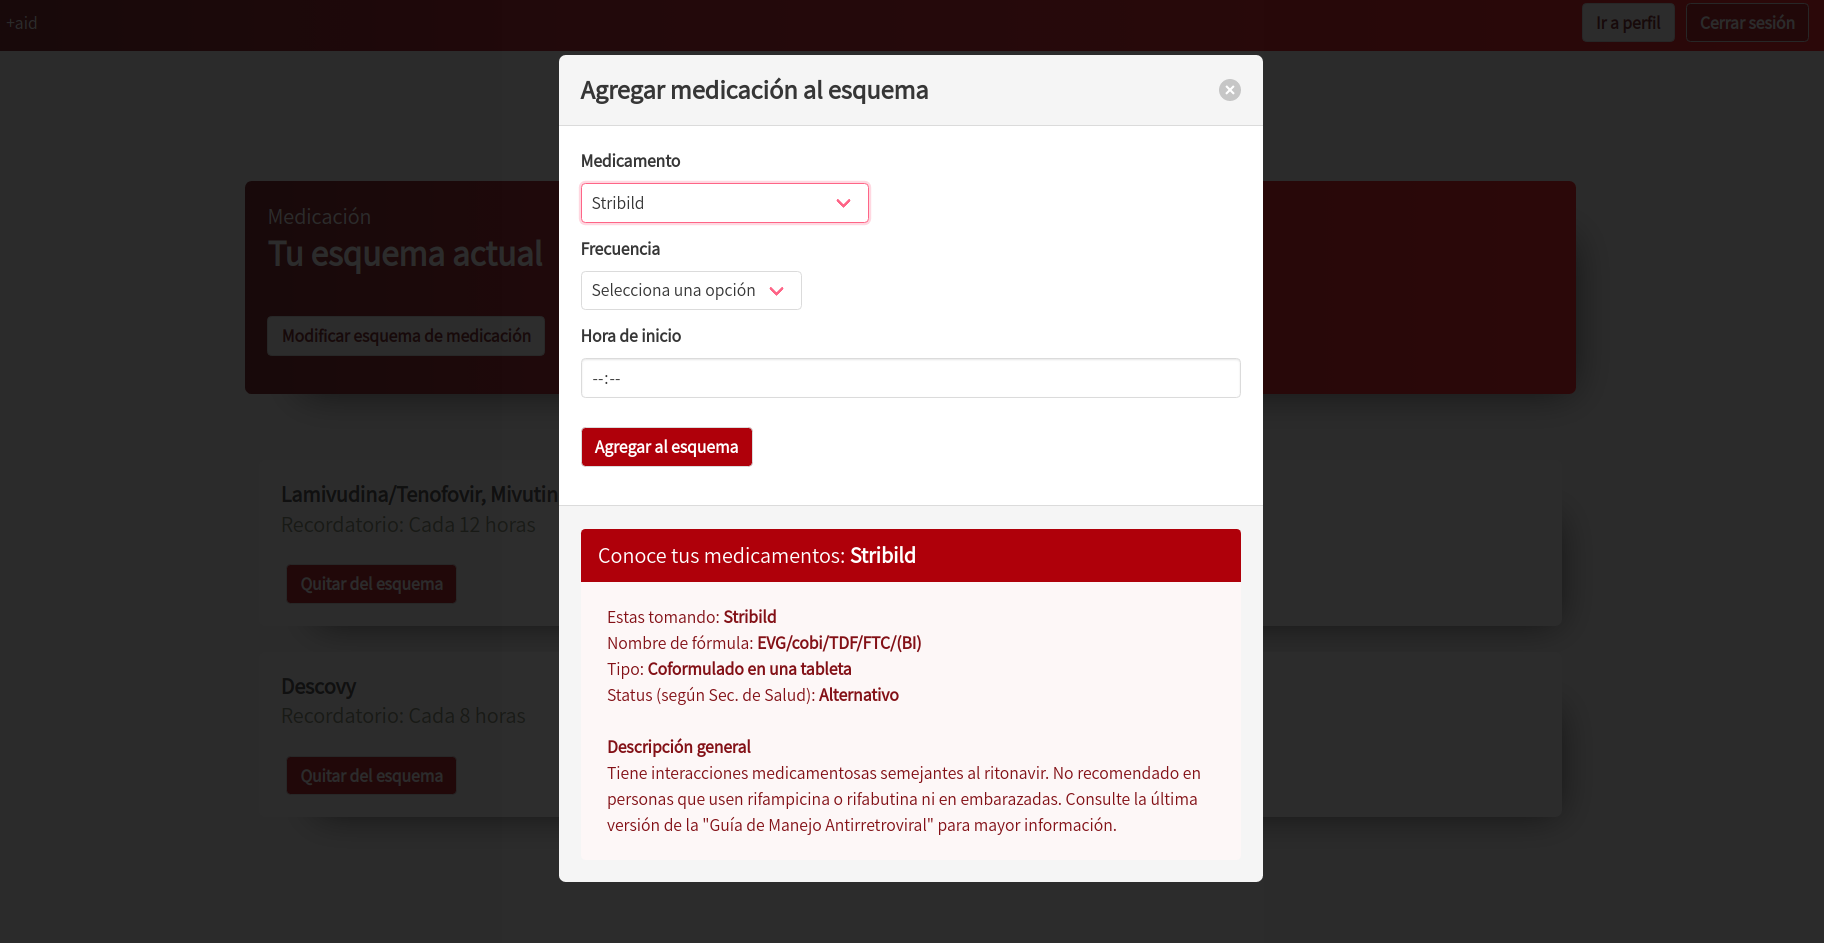 +aid
Ir a perfil
Cerrar sesión
Agregar medicación al esquema
Medicamento
Stribild
Frecuencia
Selecciona una opción
Hora de inicio
--:--
Agregar al esquema
Conoce tus medicamentos: Stribild
Estas tomando: Stribild
Nombre de fórmula: EVG/cobi/TDF/FTC/(BI)
Tipo: Coformulado en una tableta
Status (según Sec. de Salud): Alternativo
Descripción general
Tiene interacciones medicamentosas semejantes al ritonavir. No recomendado en
personas que usen rifampicina o rifabutina ni en embarazadas. Consulte la última
versión de la "Guía de Manejo Antirretroviral" para mayor información.
Medicación
Tu esquema actual
Modificar esquema de medicación
Lamivudina/Tenofovir, Mivutin
Recordatorio: Cada 12 horas
Quitar del esquema
Descovy
Recordatorio: Cada 8 horas
Quitar del esquema